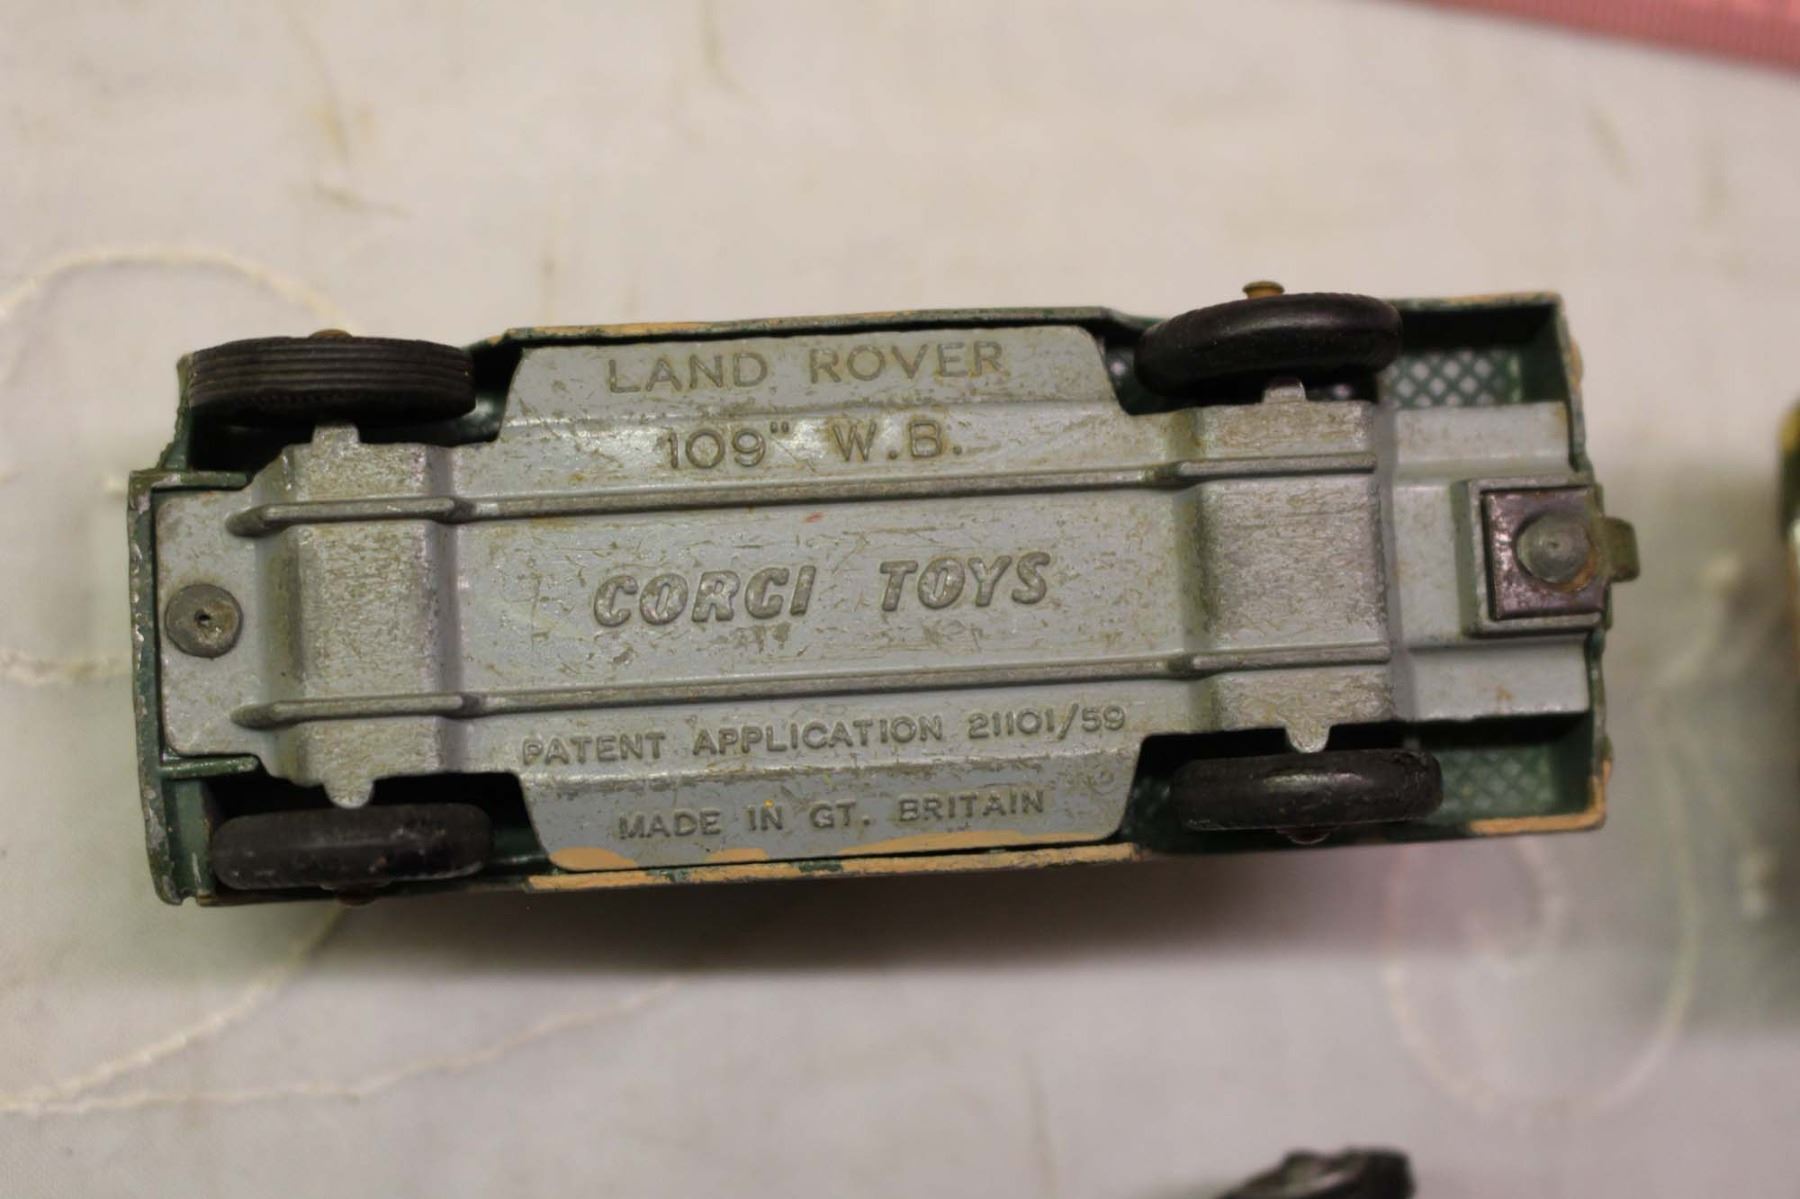 LAND ROVER
109" W.B.
CORGI TOYS
PATENT APPLICATION 21101/59
MADE IN GT. BRITAIN